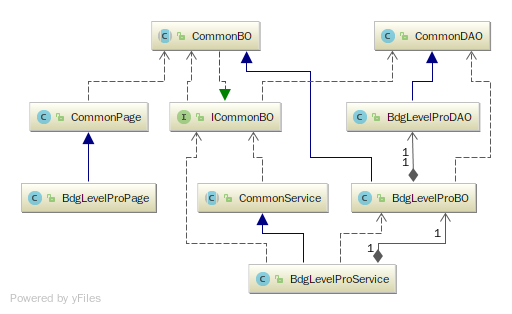 C CommonBO
C CommonDAO
C CommonPage
I ICommonBO
C BdgLevelProDAO
1
1
C BdgLevelProPage
C CommonService
C BdgLevelProBO
1
1
C BdgLevelProService
Powered by yFiles